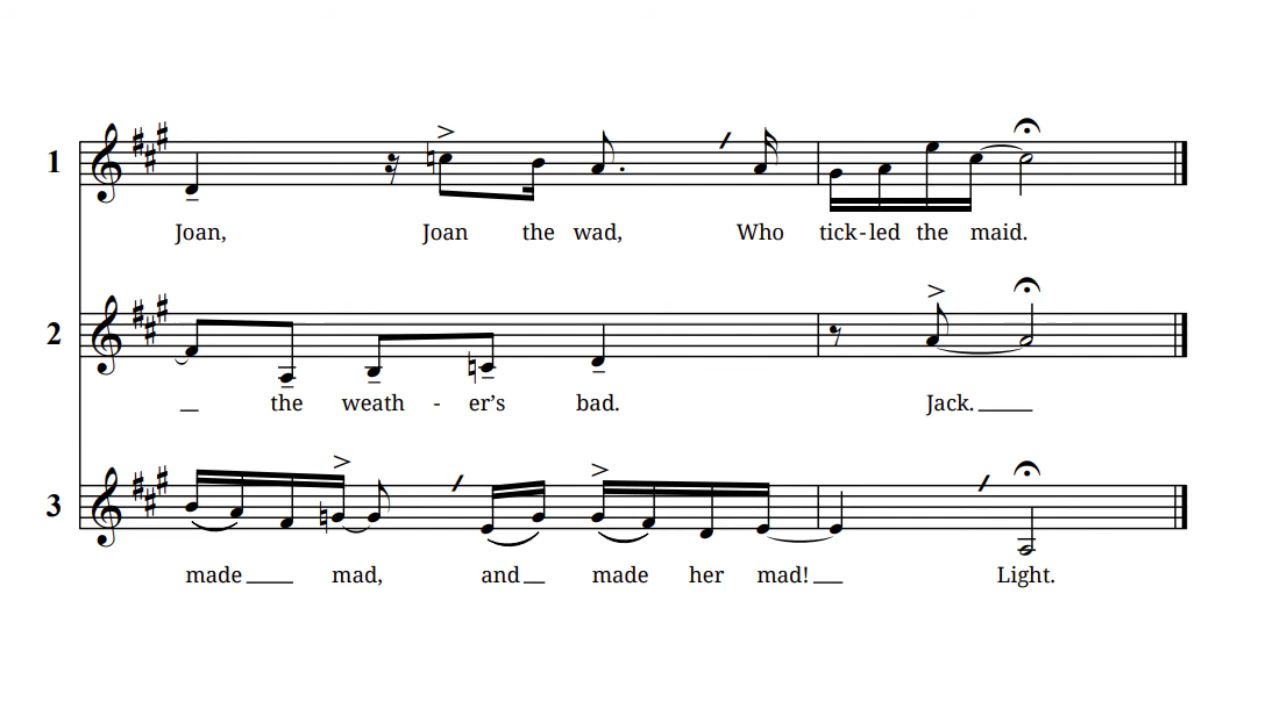 1
Joan, Joan the wad, Who tick-led the maid.
2
the weath - er’s bad. Jack.
3
made mad, and made her mad! Light.